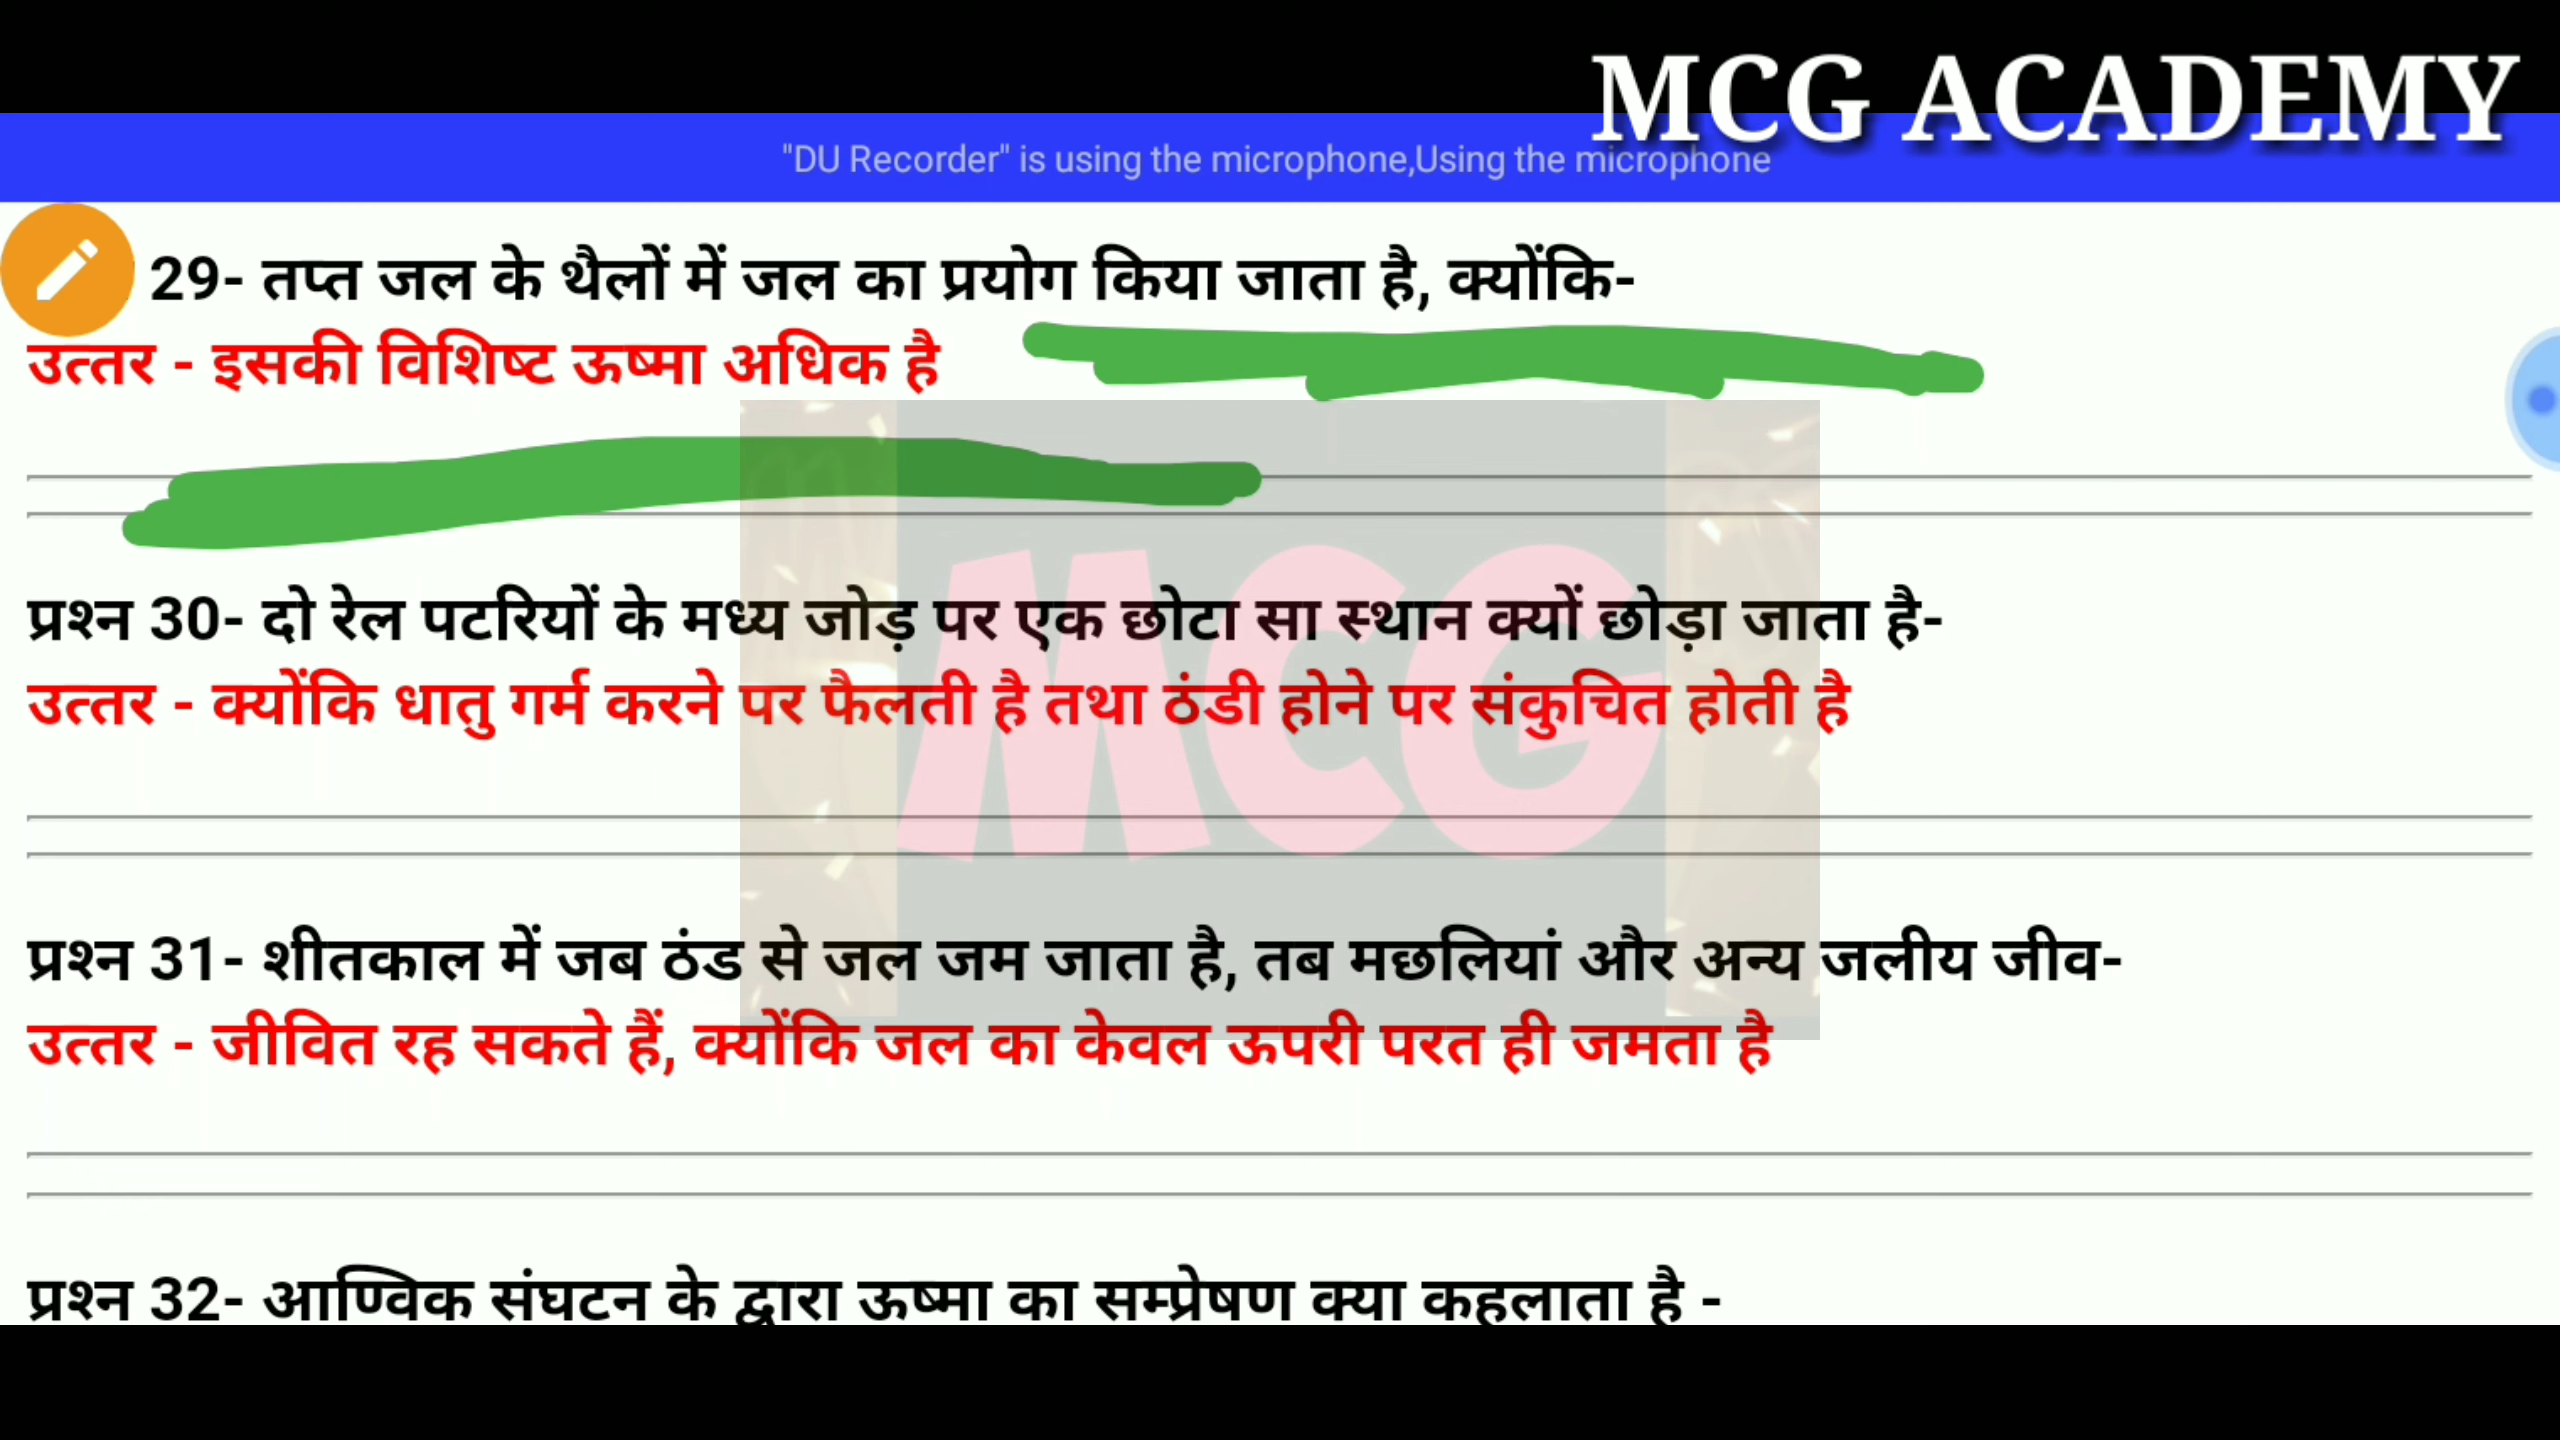 MCG ACADEMY
"DU Recorder" is using the microphone,Using the microphone
29- तप्त जल के थैलों में जल का प्रयोग किया जाता है, क्योंकि-
उत्तर - इसकी विशिष्ट ऊष्मा अधिक है
प्रश्न 30- दो रेल पटरियों के मध्य जोड़ पर एक छोटा सा स्थान क्यों छोड़ा जाता है-
उत्तर - क्योंकि धातु गर्म करने पर फैलती है तथा ठंडी होने पर संकुचित होती है
MCG
प्रश्न 31- शीतकाल में जब ठंड से जल जम जाता है, तब मछलियां और अन्य जलीय जीव-
उत्तर - जीवित रह सकते हैं, क्योंकि जल का केवल ऊपरी परत ही जमता है
प्रश्न 32- आण्विक संघटन के द्वारा ऊष्मा का सम्प्रेषण क्या कहलाता है -